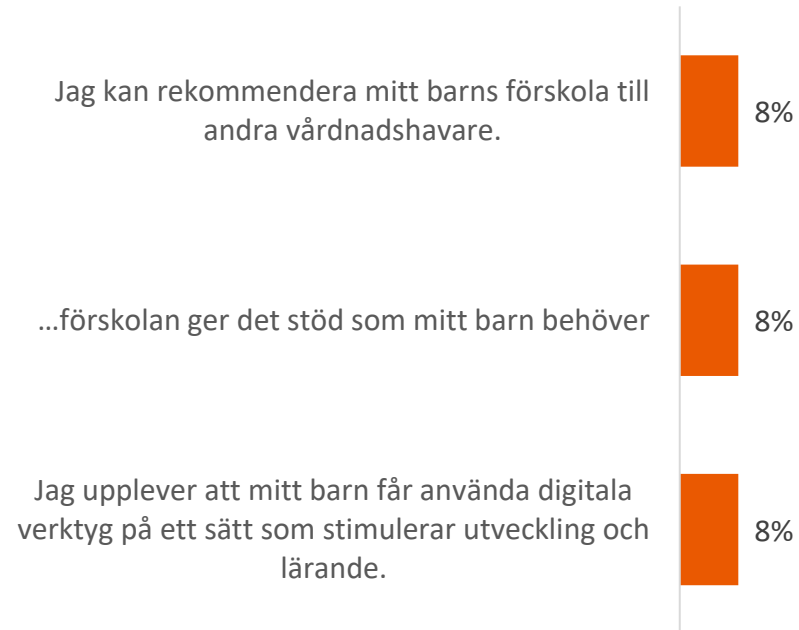 Jag kan rekommendera mitt barns förskola till
andra vårdnadshavare.
8%
...förskolan ger det stöd som mitt barn behöver
8%
Jag upplever att mitt barn får använda digitala
verktyg på ett sätt som stimulerar utveckling och
lärande.
8%